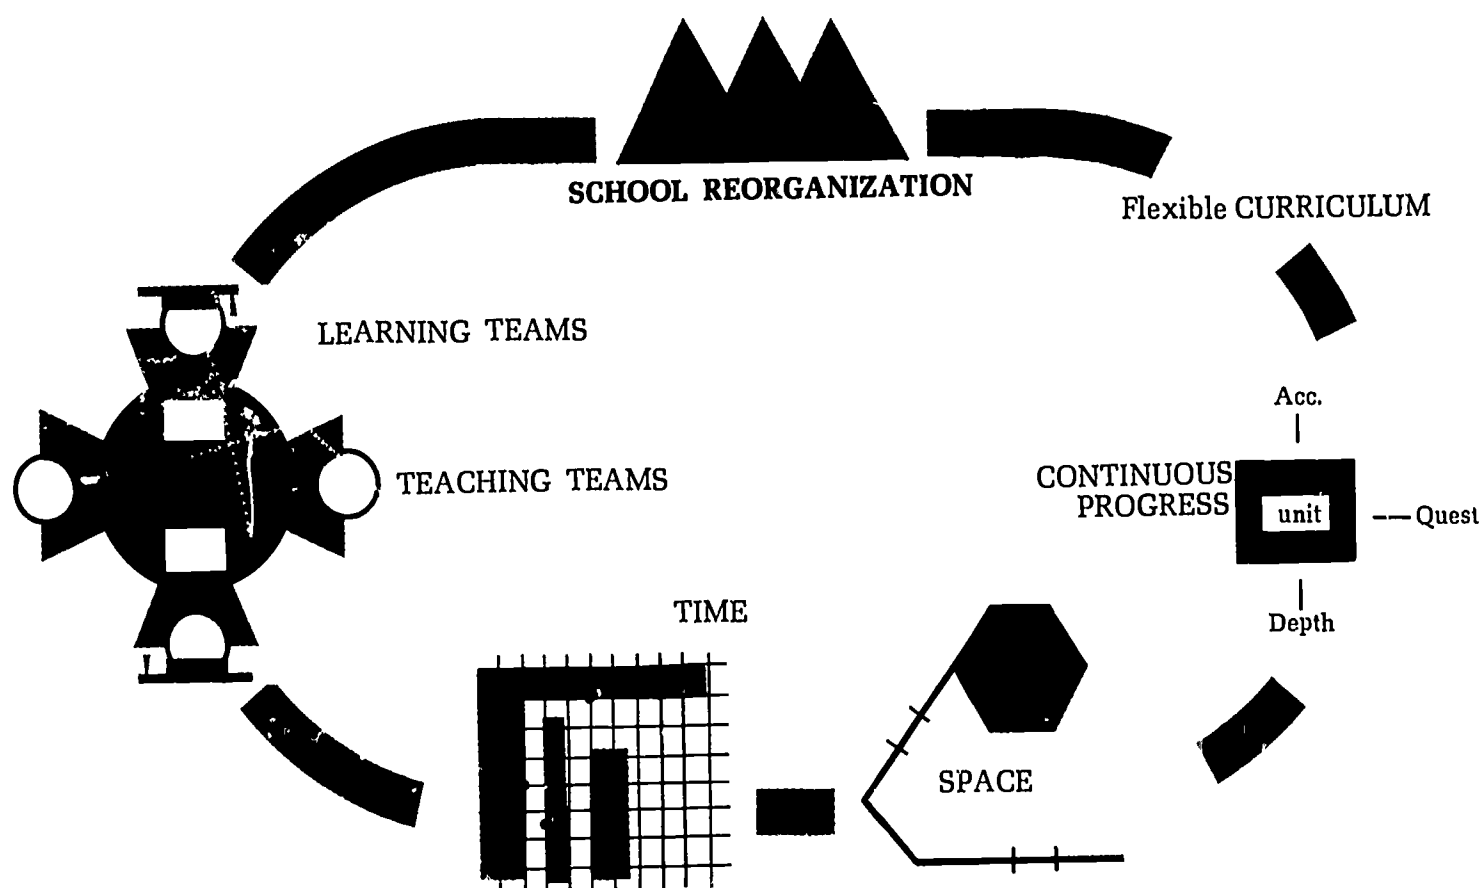 SCHOOL REORGANIZATION
Flexible CURRICULUM
LEARNING TEAMS
Acc.
TEACHING TEAMS
CONTINUOUS
PROGRESS
unit
Quest
Depth
TIME
SPACE